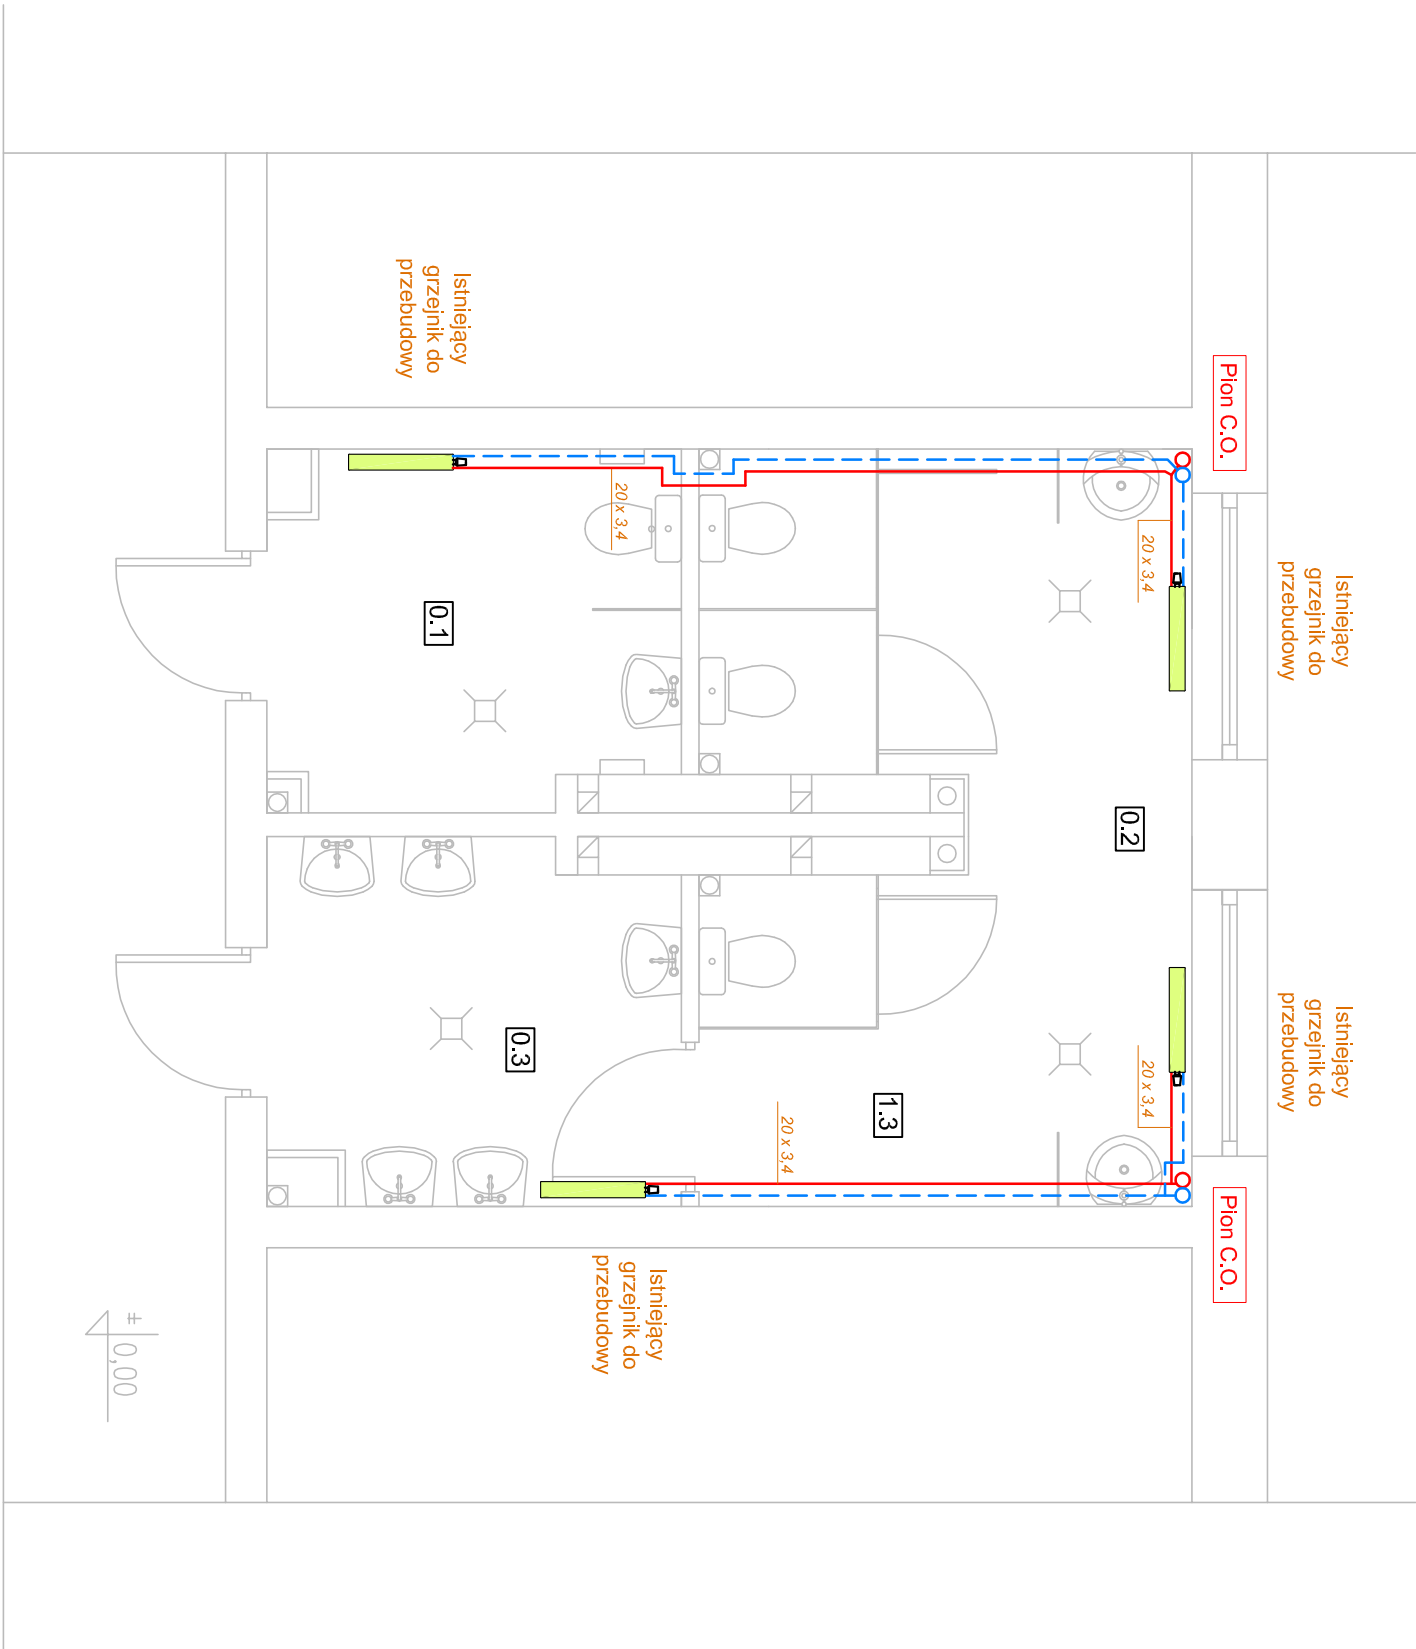 Istniejący
grzejnik do
przebudowy
Pion C.O.
20 x 3,4
20 x 3,4
Istniejący
grzejnik do
przebudowy
0.1
0.2
0.3
1.3
20 x 3,4
20 x 3,4
Istniejący
grzejnik do
przebudowy
Pion C.O.
Istniejący
grzejnik do
przebudowy
± 0,00